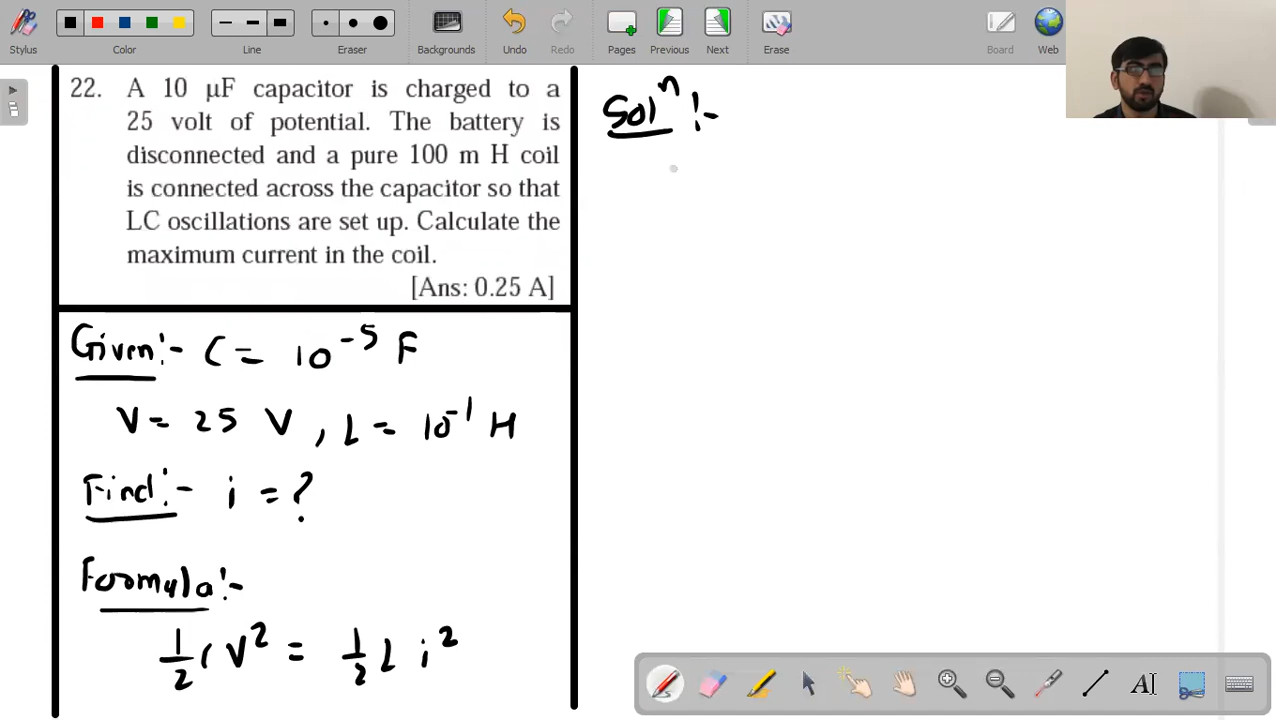 Stylus
Color
Line
Eraser
Backgrounds
Undo
Redo
Pages
Previous
Next
Erase
Board
Web
22. A 10 μF capacitor is charged to a
25 volt of potential. The battery is
disconnected and a pure 100 m H coil
is connected across the capacitor so that
LC oscillations are set up. Calculate the
maximum current in the coil.
[Ans: 0.25 A]
Given:- C = 10⁻⁵ F
V = 25 V , L = 10⁻¹ H
Find:- i = ?
Formula:-
1/2 C V² = 1/2 L i²
Solⁿ :-